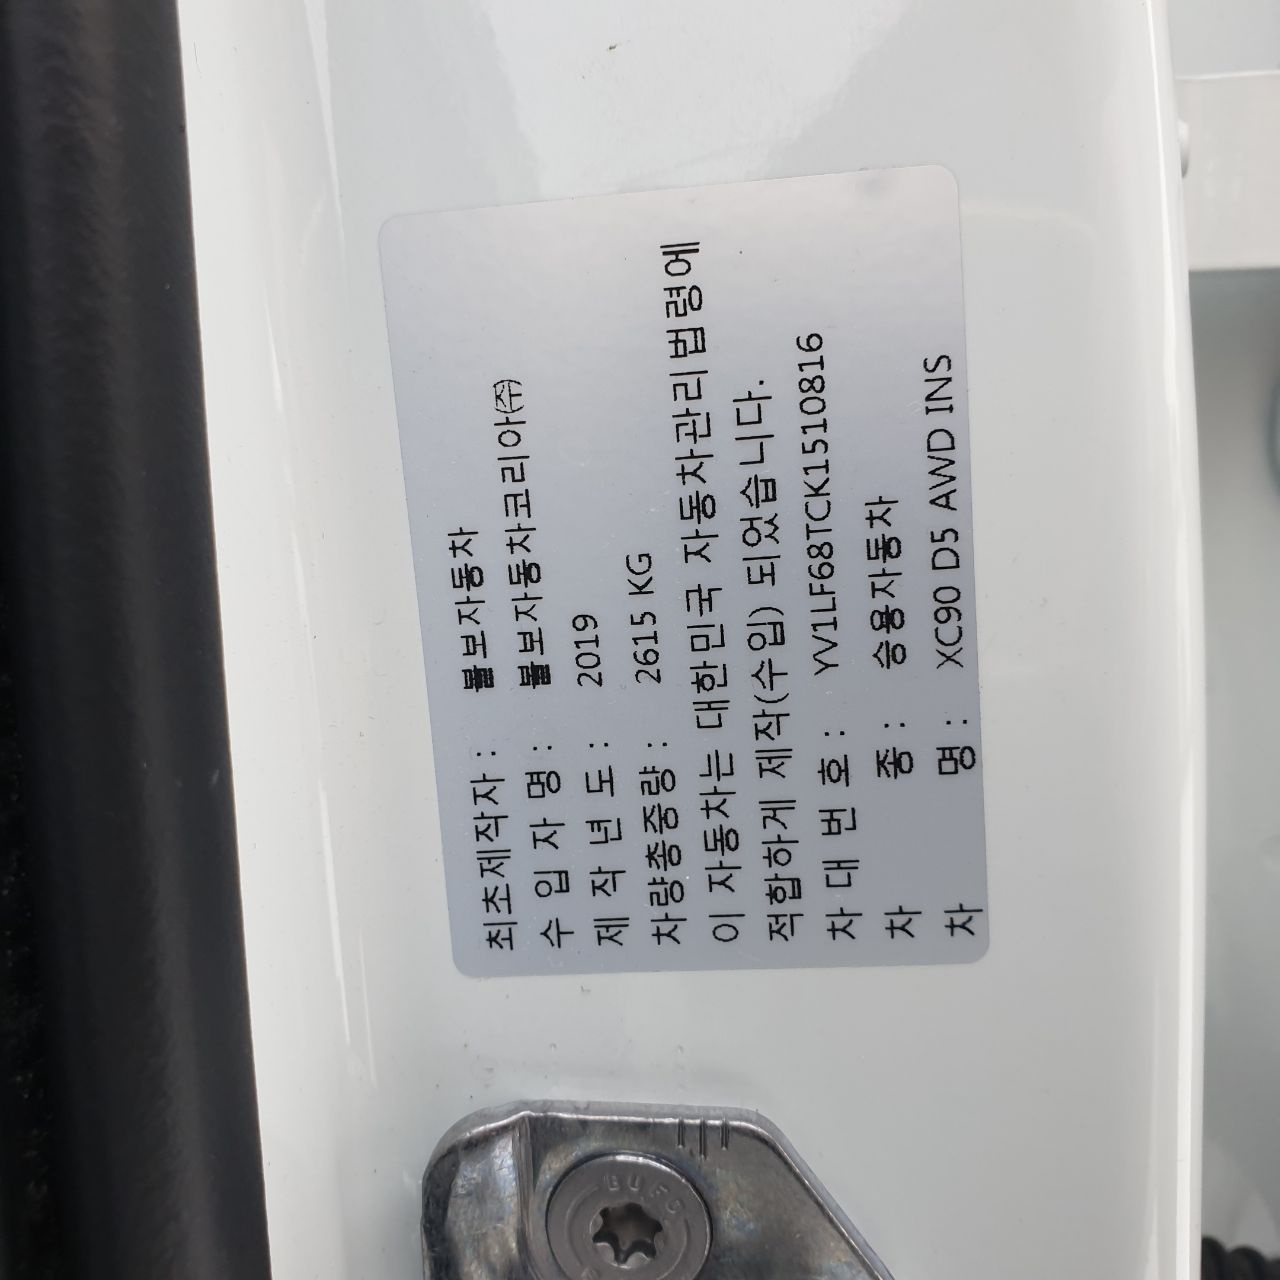 최초제작자 : 볼보자동차
수 입 자 명 : 볼보자동차코리아㈜
제 작 년 도 : 2019
차량총중량 : 2615 KG
이 자동차는 대한민국 자동차관리법령에
적합하게 제작(수입) 되었습니다.
차 대 번 호 : YV1LF68TCK1510816
차 종 : 승용자동차
차 명 : XC90 D5 AWD INS